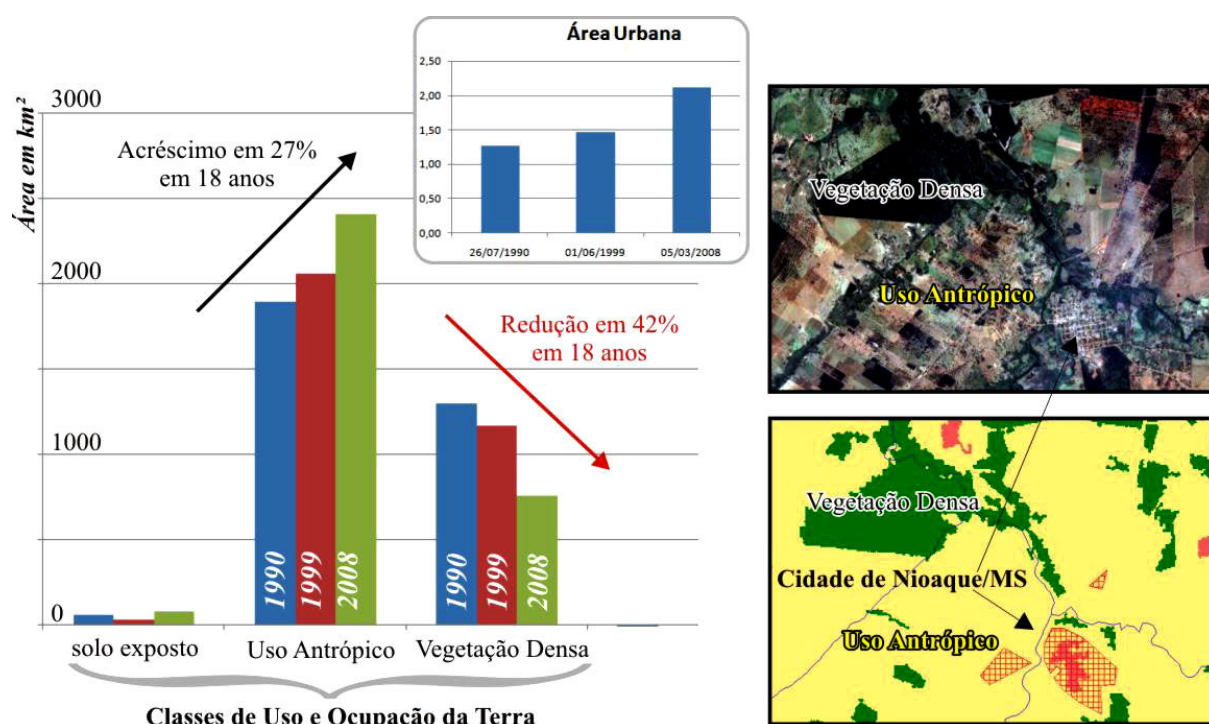 Área em km²
3000
2000
1000
0
Acréscimo em 27%
em 18 anos
Redução em 42%
em 18 anos
1990
1999
2008
1990
1999
2008
solo exposto
Uso Antrópico
Vegetação Densa
Classes de Uso e Ocupação da Terra
Área Urbana
2,50
2,00
1,50
1,00
0,50
0,00
26/07/1990
01/06/1999
05/03/2008
Vegetação Densa
Uso Antrópico
Vegetação Densa
Cidade de Nioaque/MS
Uso Antrópico